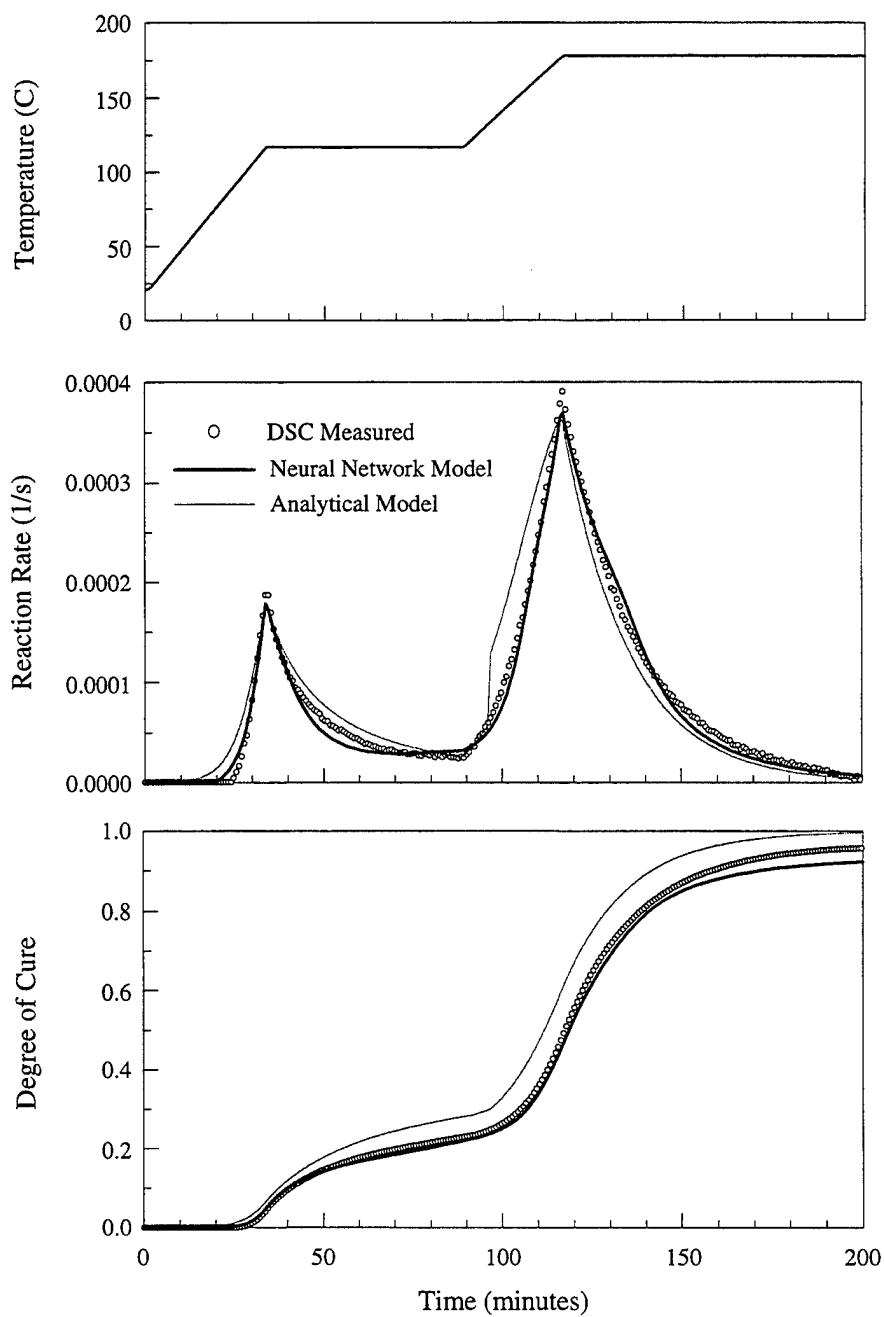 200
150
100
50
0
Temperature (C)
0.0004
0.0003
0.0002
0.0001
0.0000
Reaction Rate (1/s)
DSC Measured
Neural Network Model
Analytical Model
1.0
0.8
0.6
0.4
0.2
0.0
Degree of Cure
0 50 100 150 200
Time (minutes)